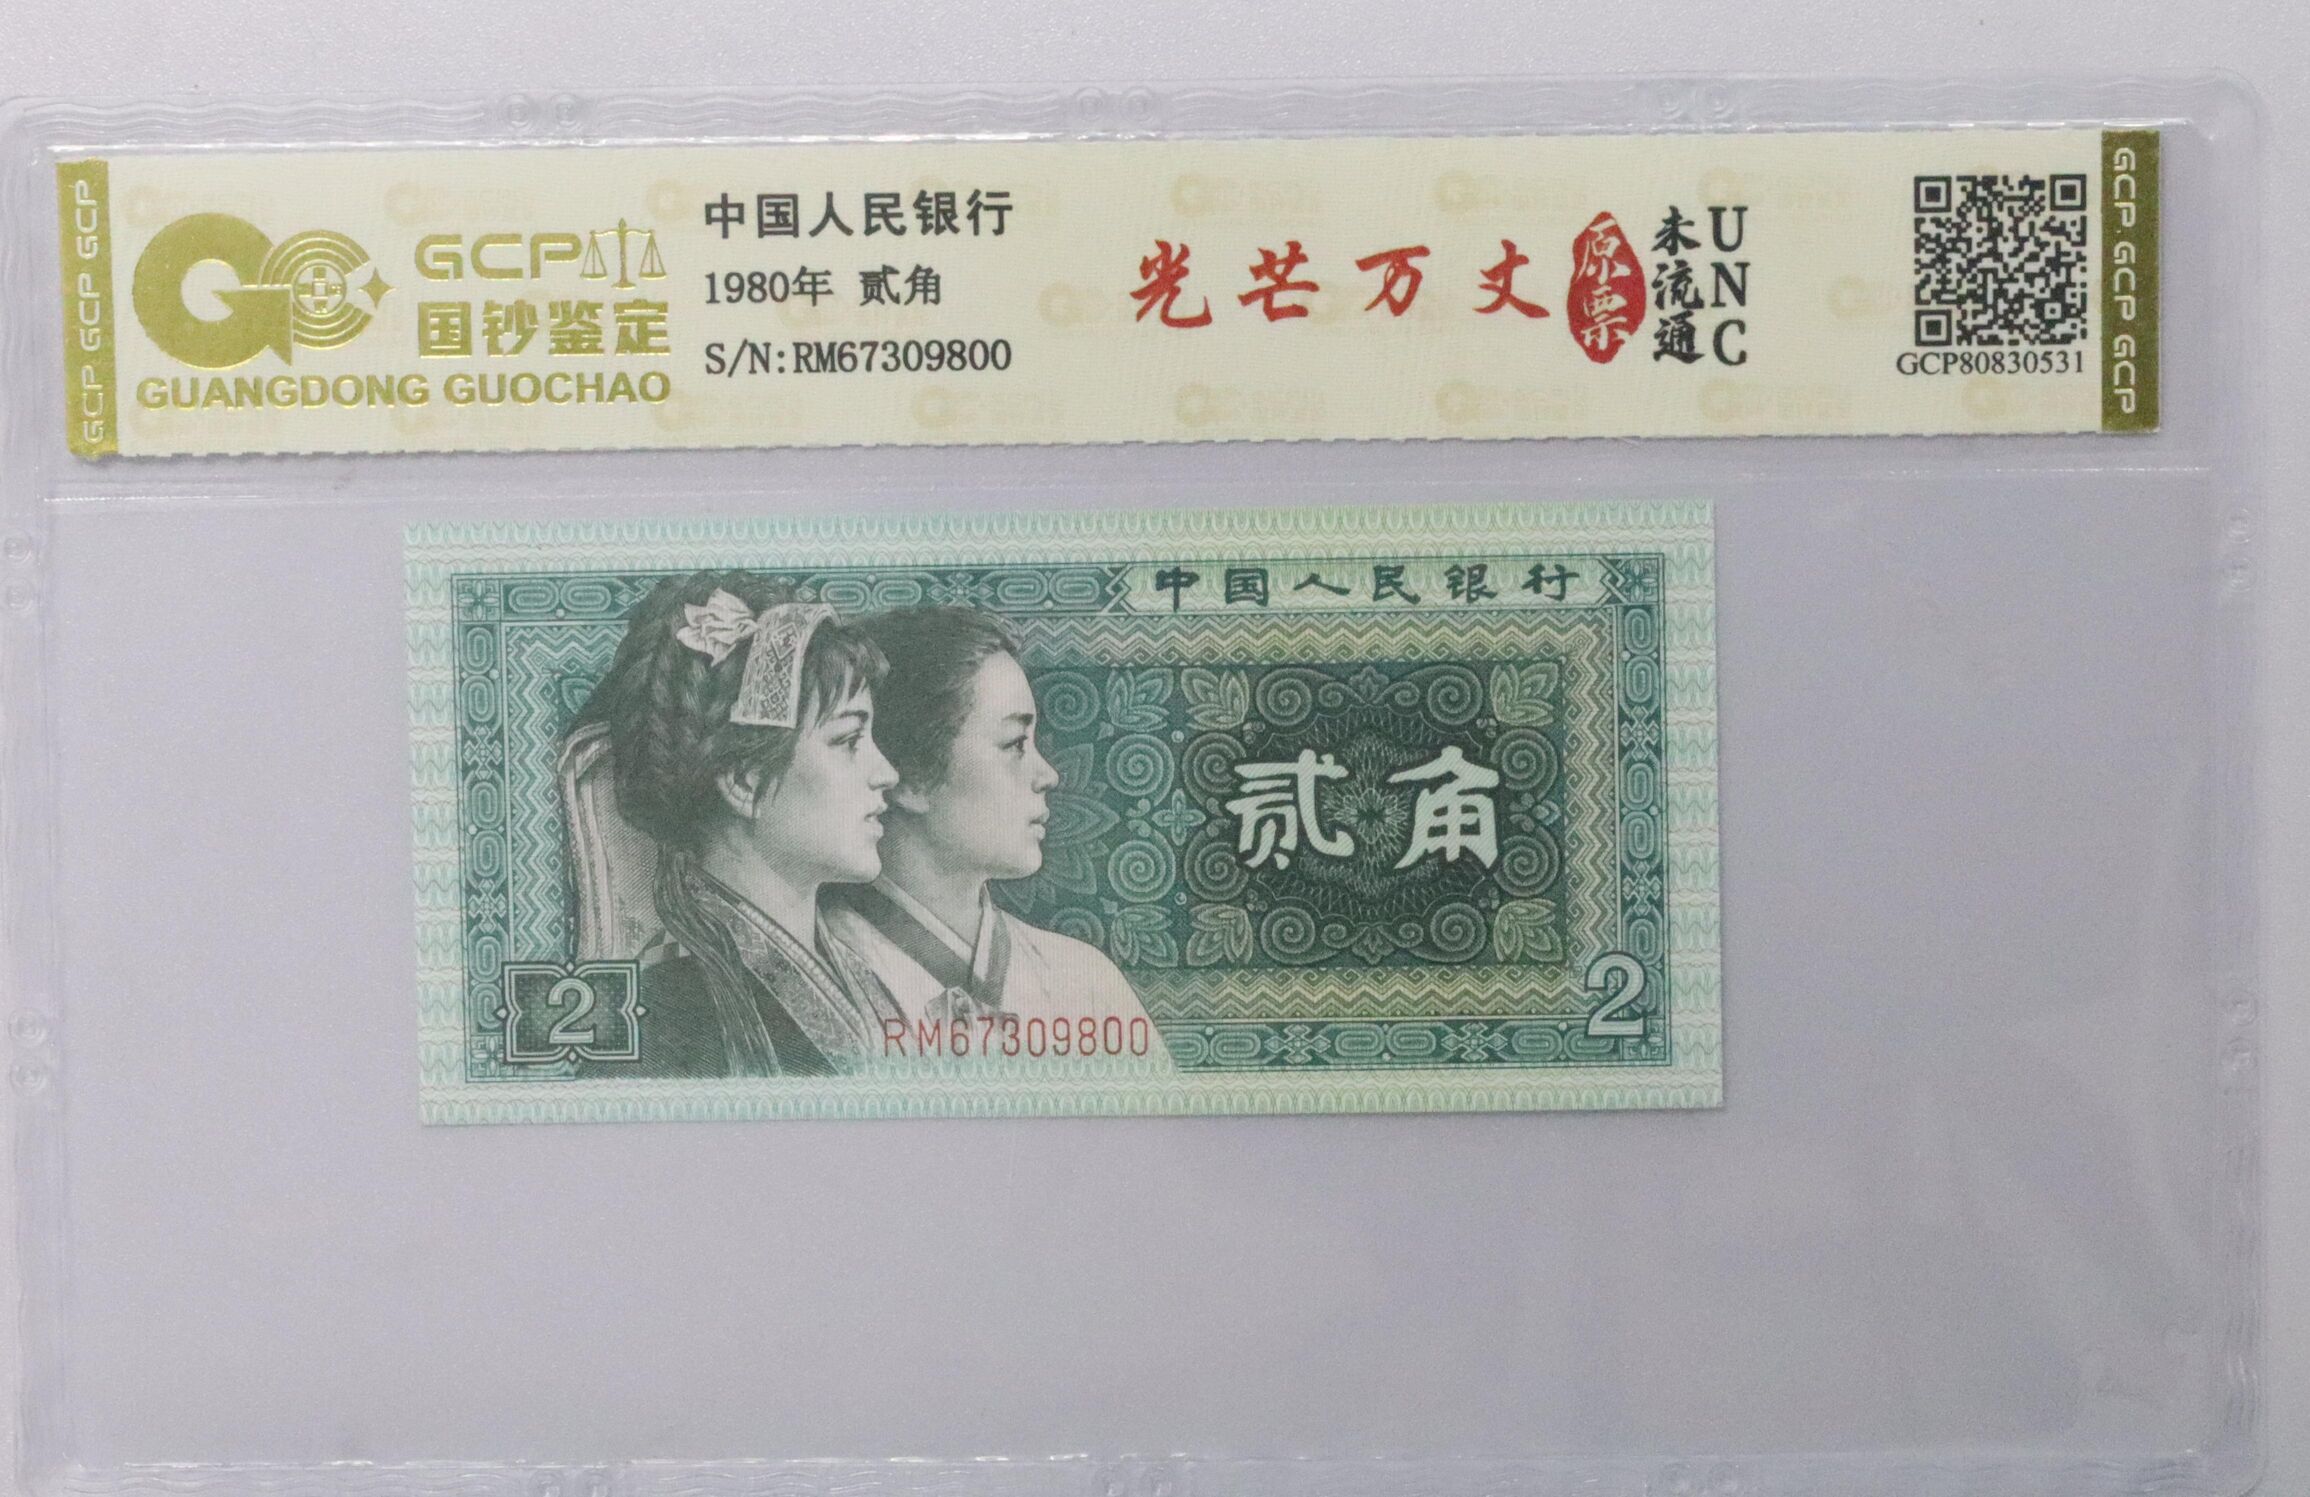 GCP GCP GCP
GCP
国钞鉴定
GUANGDONG GUOCHAO
中国人民银行
1980年 贰角
S/N:RM67309800
光芒万丈
原票
未流通
UNC
GCP80830531
GCP GCP GCP
中国人民银行
贰角
2
RM67309800
2